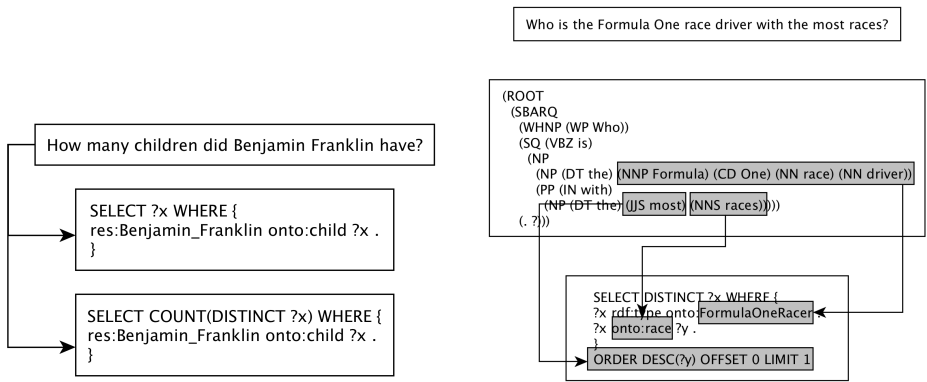 How many children did Benjamin Franklin have?
SELECT ?x WHERE {
res:Benjamin_Franklin onto:child ?x .
}
SELECT COUNT(DISTINCT ?x) WHERE {
res:Benjamin_Franklin onto:child ?x .
}
Who is the Formula One race driver with the most races?
(ROOT
(SBARQ
(WHNP (WP Who))
(SQ (VBZ is)
(NP
(NP (DT the) (NNP Formula) (CD One) (NN race) (NN driver))
(PP (IN with)
(NP (DT the) (JJS most) (NNS races)))))
(. ?)))
SELECT DISTINCT ?x WHERE {
?x rdf:type onto:FormulaOneRacer .
?x onto:race ?y .
}
ORDER DESC(?y) OFFSET 0 LIMIT 1